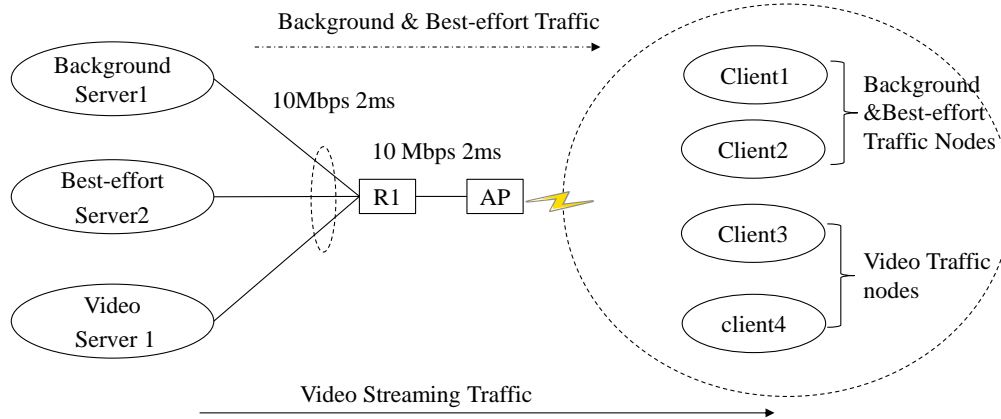 Background & Best-effort Traffic
Background
Server1
10Mbps 2ms
Best-effort
Server2
10 Mbps 2ms
R1
AP
Video
Server 1
Client1
Client2
Background
&Best-effort
Traffic Nodes
Client3
client4
Video Traffic
nodes
Video Streaming Traffic